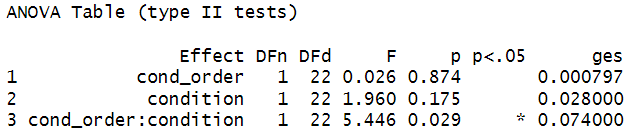 ANOVA Table (type II tests)
Effect DFn DFd F p p<.05 ges
1 cond_order 1 22 0.026 0.874 0.000797
2 condition 1 22 1.960 0.175 0.028000
3 cond_order:condition 1 22 5.446 0.029 * 0.074000